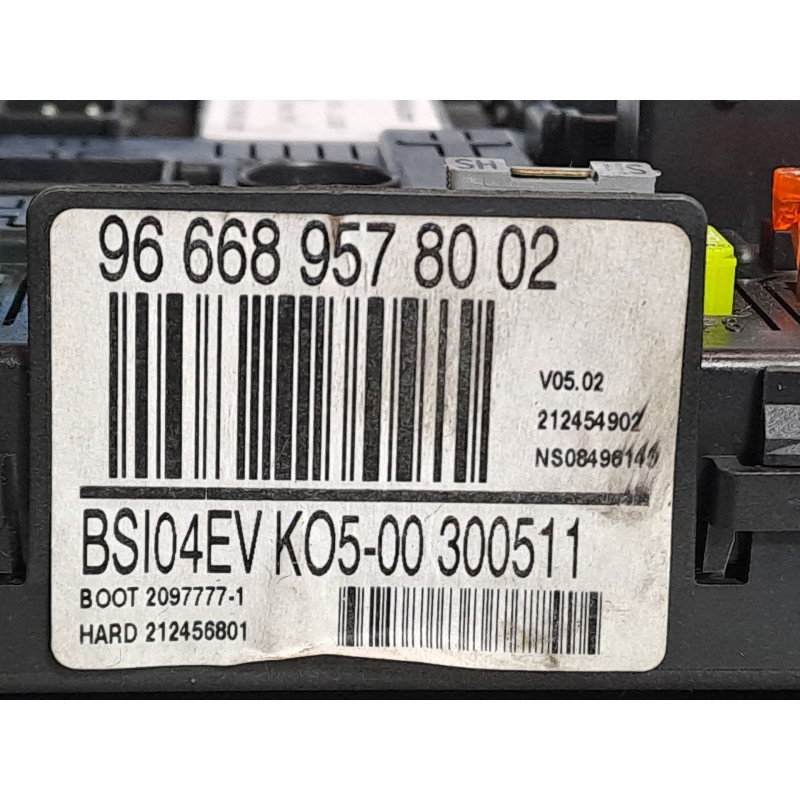 SH
S
96 668 957 80 02
V05.02
212454902
BSI04EV KO5-00 300511
BOOT 2097777-1
HARD 212456801